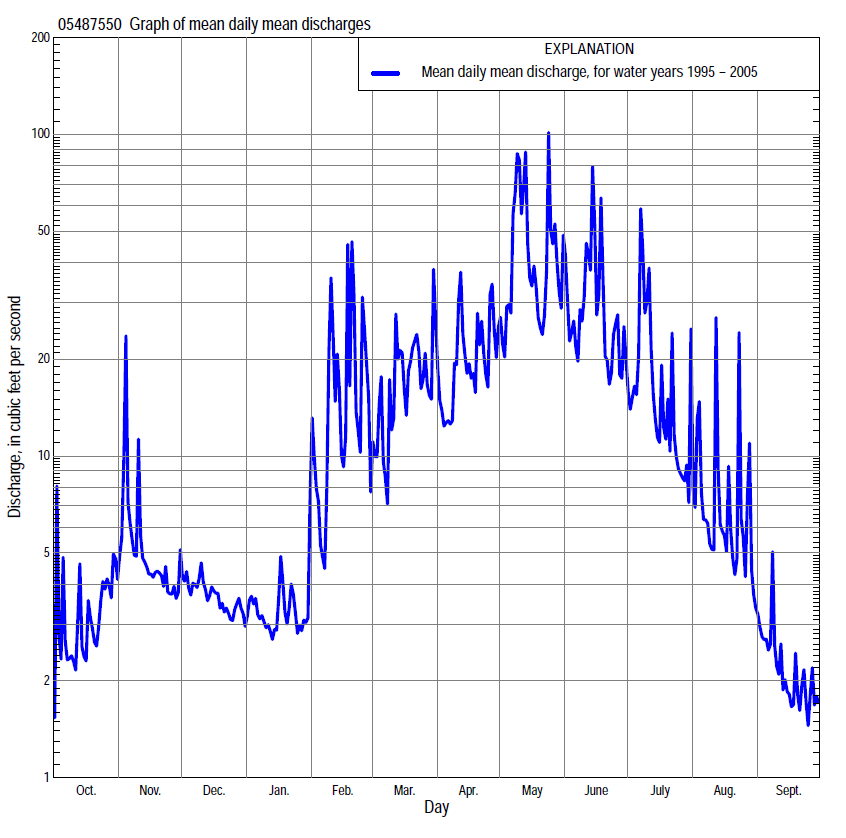 05487550 Graph of mean daily mean discharges
EXPLANATION
Mean daily mean discharge, for water years 1995 – 2005
Discharge, in cubic feet per second
200
100
50
20
10
5
2
1
Oct. Nov. Dec. Jan. Feb. Mar. Apr. May June July Aug. Sept.
Day